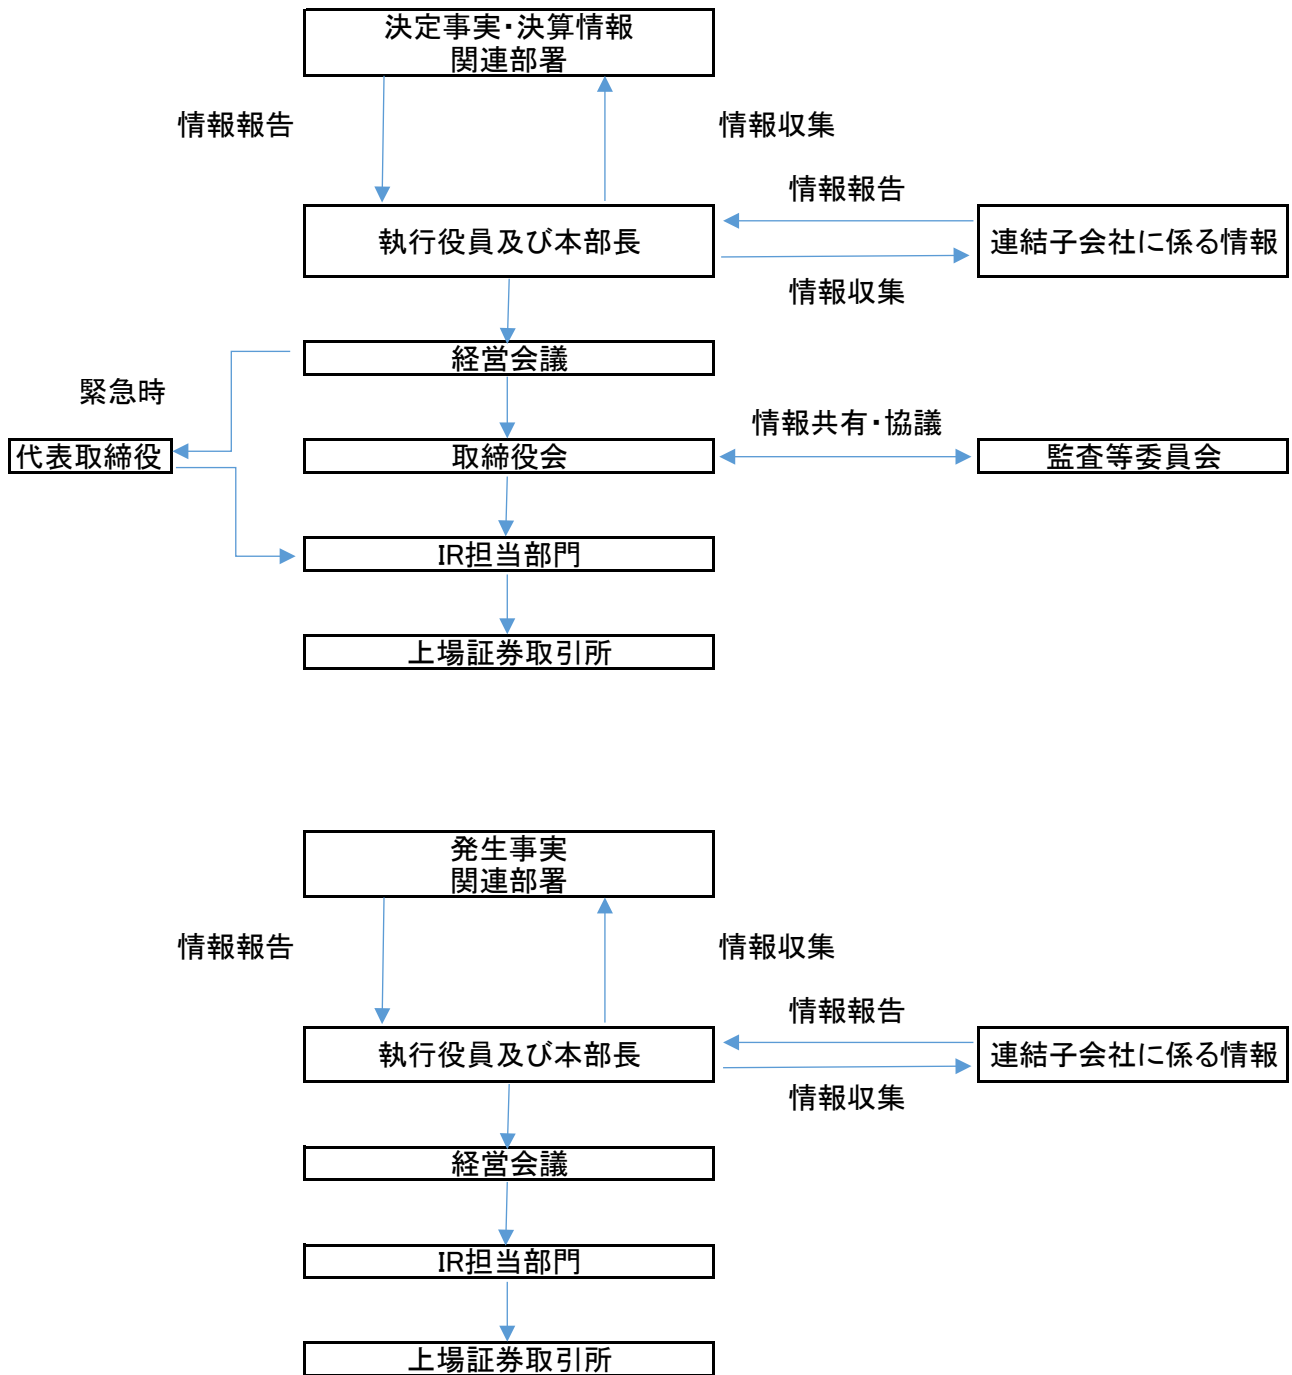 決定事実・決算情報
関連部署
情報報告
情報収集
情報報告
執行役員及び本部長
連結子会社に係る情報
情報収集
経営会議
緊急時
情報共有・協議
代表取締役
取締役会
監査等委員会
IR担当部門
上場証券取引所
発生事実
関連部署
情報報告
情報収集
情報報告
執行役員及び本部長
連結子会社に係る情報
情報収集
経営会議
IR担当部門
上場証券取引所